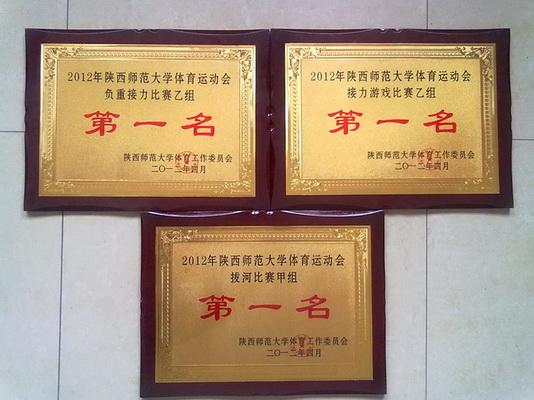 2012年陕西师范大学体育运动会
负重接力比赛乙组
第一名
陕西师范大学体育工作委员会
二〇一二年四月
2012年陕西师范大学体育运动会
接力游戏比赛乙组
第一名
陕西师范大学体育工作委员会
二〇一二年四月
2012年陕西师范大学体育运动会
拔河比赛甲组
第一名
陕西师范大学体育工作委员会
二〇一二年四月